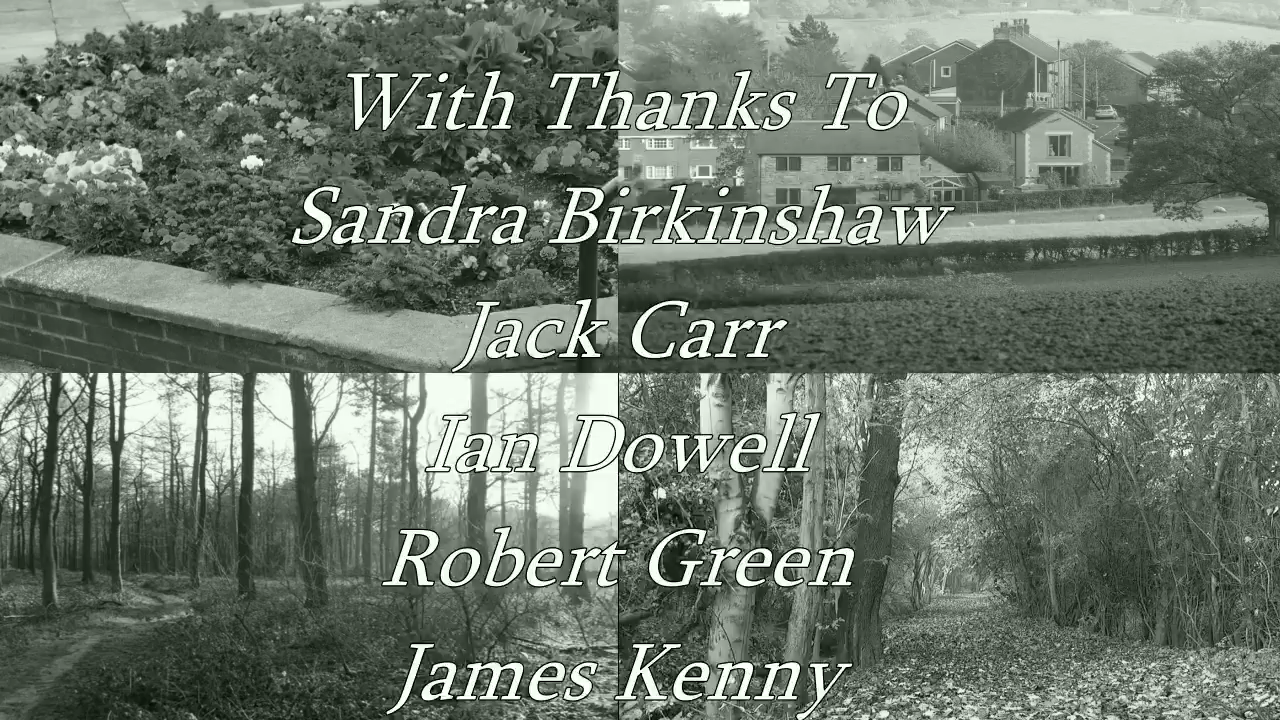 With Thanks To
Sandra Birkinshaw
Jack Carr
Ian Dowell
Robert Green
James Kenny